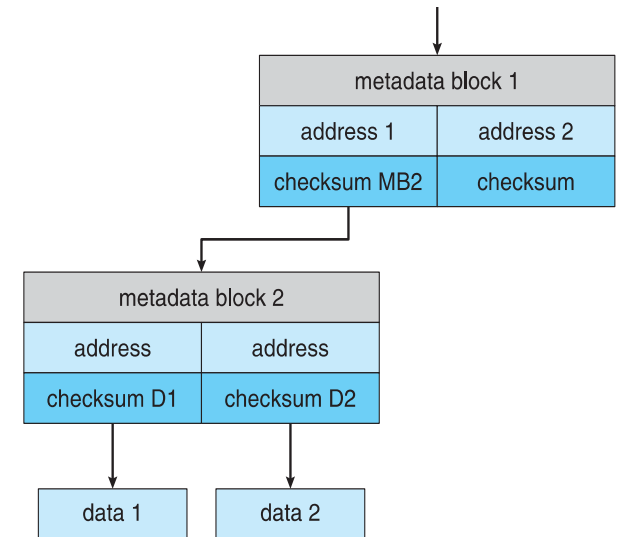 metadata block 1
address 1 address 2
checksum MB2 checksum
metadata block 2
address address
checksum D1 checksum D2
data 1 data 2